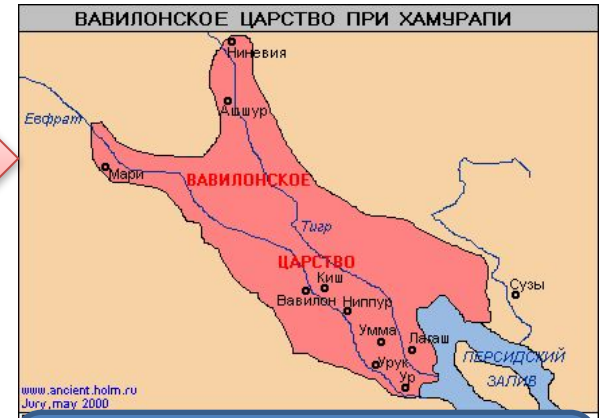 ВАВИЛОНСКОЕ ЦАРСТВО ПРИ ХАМУРАПИ
Ниневия
Ашшур
Евфрат
Мари
ВАВИЛОНСКОЕ
Тигр
ЦАРСТВО
Киш
Сузы
Вавилон
Ниппур
Умма
Лагаш
ПЕРСИДСКИЙ
Урук
ЗАЛИВ
Ур
www.ancient.holm.ru
Jury, may 2000